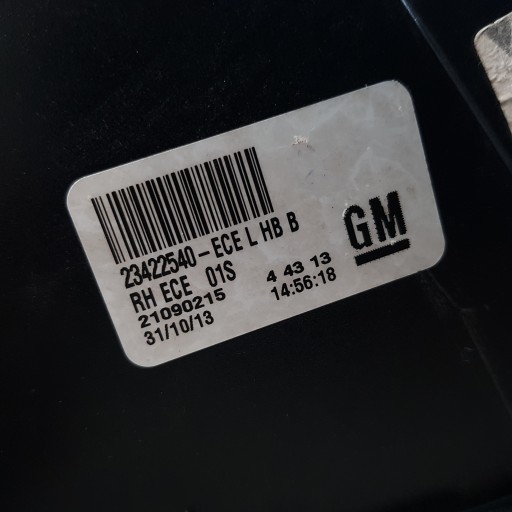 23422540-ECE L HB B
RH ECE 01S
21090215 4 43 13
31/10/13 14:56:18
GM